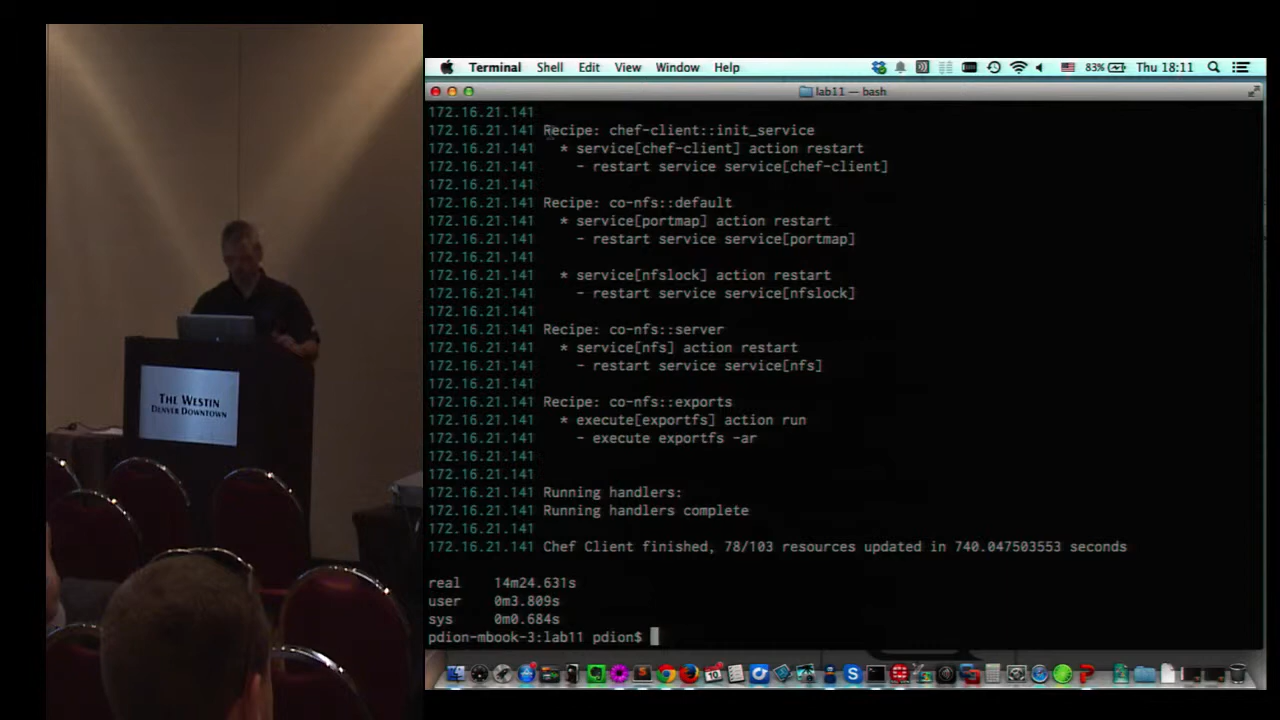 THE WESTIN
DENVER DOWNTOWN
Terminal Shell Edit View Window Help 83% Thu 18:11
lab11 — bash
172.16.21.141
172.16.21.141 Recipe: chef-client::init_service
172.16.21.141 * service[chef-client] action restart
172.16.21.141 - restart service service[chef-client]
172.16.21.141
172.16.21.141 Recipe: co-nfs::default
172.16.21.141 * service[portmap] action restart
172.16.21.141 - restart service service[portmap]
172.16.21.141
172.16.21.141 * service[nfslock] action restart
172.16.21.141 - restart service service[nfslock]
172.16.21.141
172.16.21.141 Recipe: co-nfs::server
172.16.21.141 * service[nfs] action restart
172.16.21.141 - restart service service[nfs]
172.16.21.141
172.16.21.141 Recipe: co-nfs::exports
172.16.21.141 * execute[exportfs] action run
172.16.21.141 - execute exportfs -ar
172.16.21.141
172.16.21.141
172.16.21.141 Running handlers:
172.16.21.141 Running handlers complete
172.16.21.141
172.16.21.141 Chef Client finished, 78/103 resources updated in 740.047503553 seconds
real 14m24.631s
user 0m3.809s
sys 0m0.684s
pdion-mbook-3:lab11 pdion$